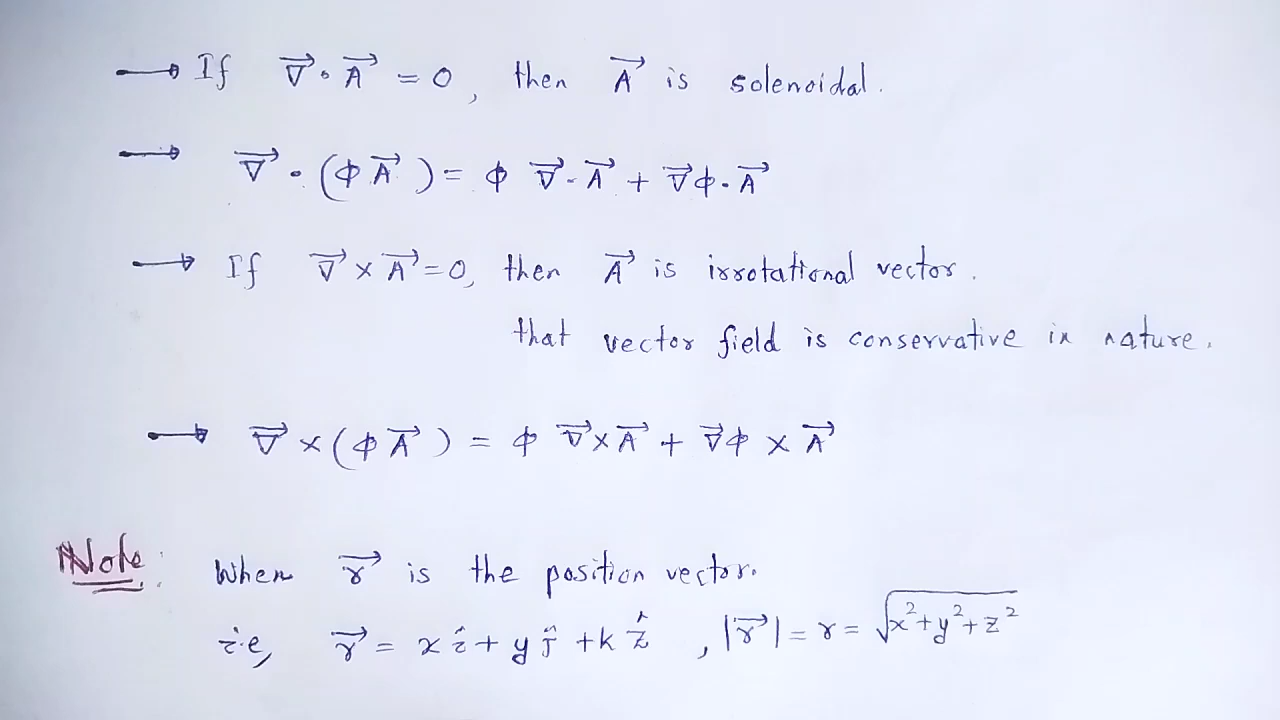 → If ∇⃗ · A⃗ = 0, then A⃗ is solenoidal.
→ ∇⃗ · (ϕ A⃗) = ϕ ∇⃗ · A⃗ + ∇⃗ϕ · A⃗
→ If ∇⃗ × A⃗ = 0, then A⃗ is irrotational vector.
that vector field is conservative in nature.
→ ∇⃗ × (ϕ A⃗) = ϕ ∇⃗ × A⃗ + ∇⃗ϕ × A⃗
Note: When r⃗ is the position vector.
i.e, r⃗ = x î + y ĵ + k ẑ , |r⃗| = r = √(x² + y² + z²)